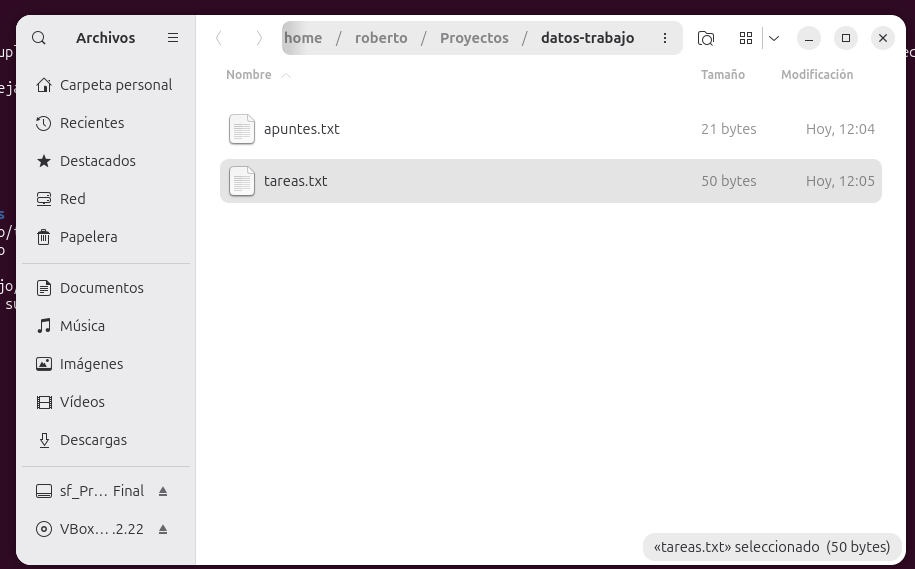 Archivos
home / roberto / Proyectos / datos-trabajo
Carpeta personal
Recientes
Destacados
Red
Papelera
Documentos
Música
Imágenes
Vídeos
Descargas
sf_Pr… Final
VBox… .2.22
Nombre Tamaño Modificación
apuntes.txt 21 bytes Hoy, 12:04
tareas.txt 50 bytes Hoy, 12:05
«tareas.txt» seleccionado (50 bytes)